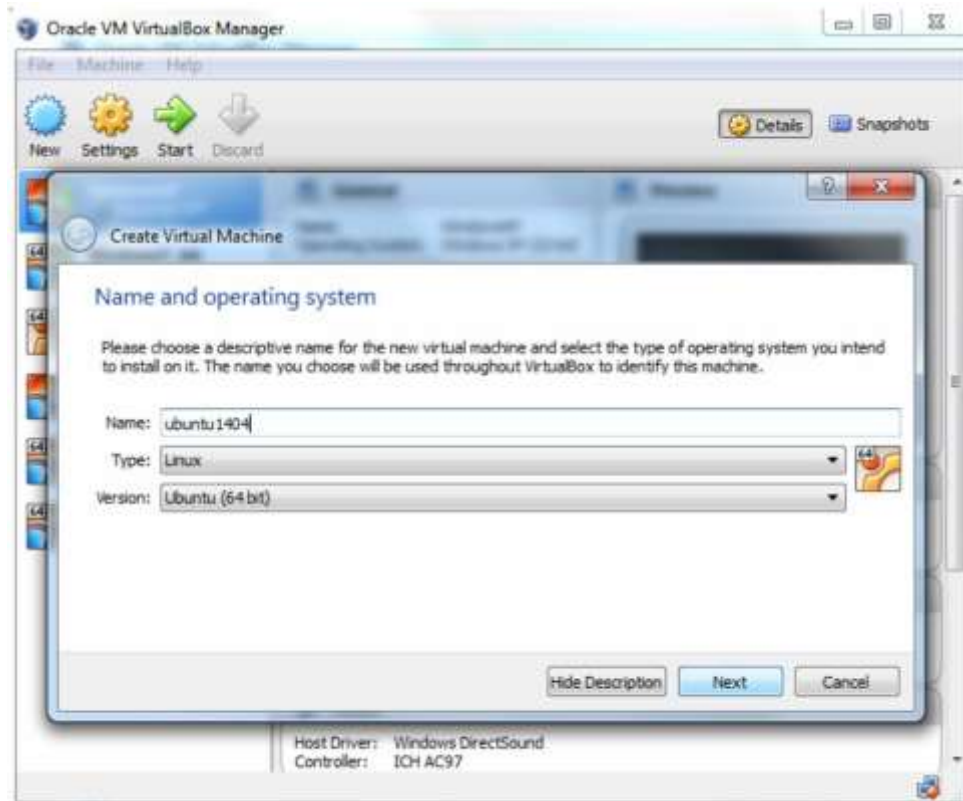 Oracle VM VirtualBox Manager
File Machine Help
New Settings Start Discard
Details Snapshots
Create Virtual Machine
Name and operating system
Please choose a descriptive name for the new virtual machine and select the type of operating system you intend
to install on it. The name you choose will be used throughout VirtualBox to identify this machine.
Name: ubuntu1404
Type: Linux
64
Version: Ubuntu (64 bit)
Hide Description Next Cancel
Host Driver: Windows DirectSound
Controller: ICH AC97